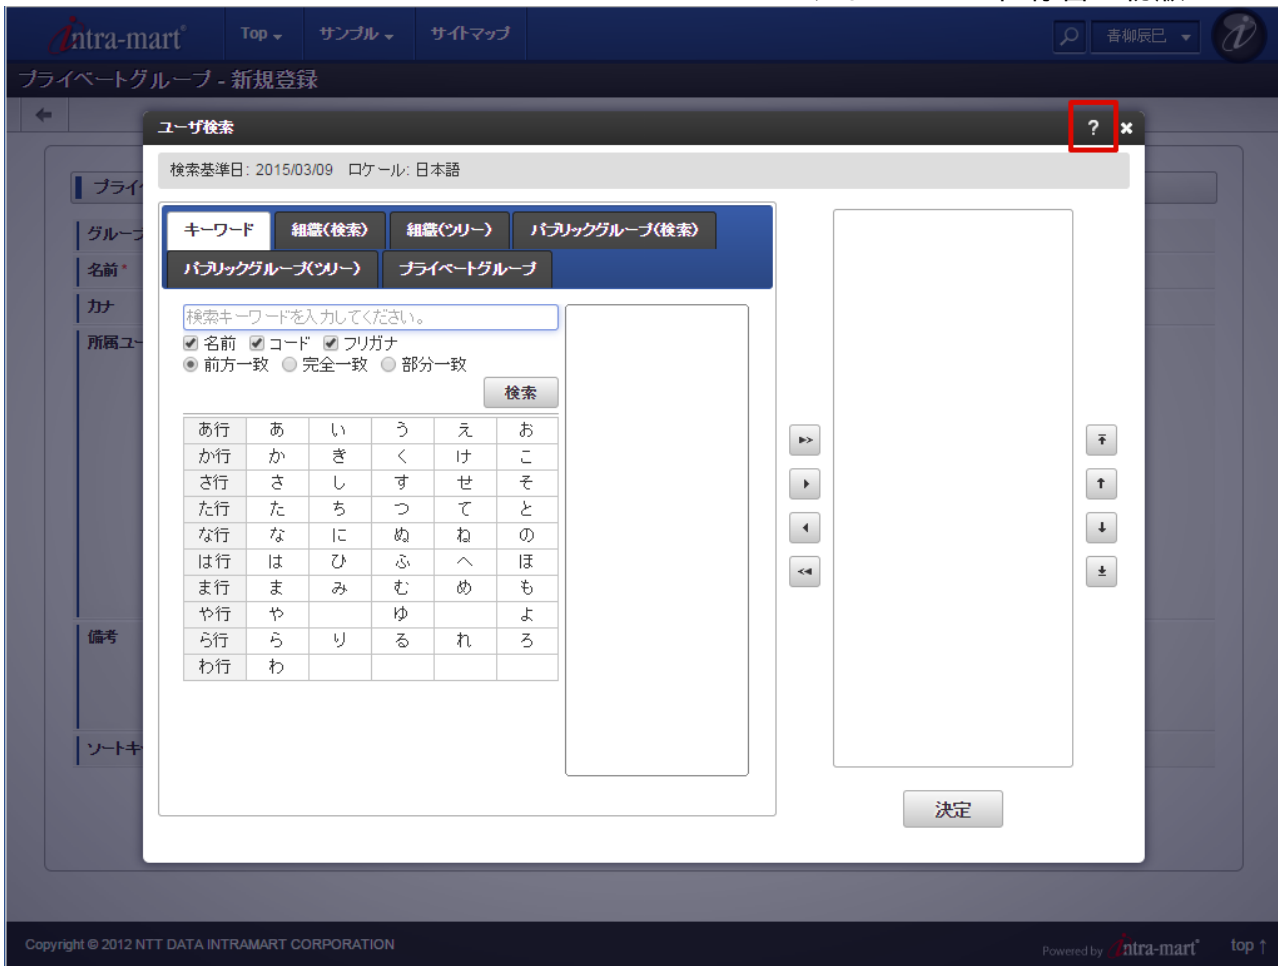 intra-mart Top サンプル サイトマップ 青柳辰巳
プライベートグループ - 新規登録
ユーザ検索 ? ×
検索基準日: 2015/03/09 ロケール: 日本語
プライ
グループ
名前 *
カナ
所属ユー
備考
ソートキ
キーワード 組織(検索) 組織(ツリー) パブリックグループ(検索)
パブリックグループ(ツリー) プライベートグループ
検索キーワードを入力してください。
名前 コード フリガナ
前方一致 完全一致 部分一致
検索
あ行 あ い う え お
か行 か き く け こ
さ行 さ し す せ そ
た行 た ち つ て と
な行 な に ぬ ね の
は行 は ひ ふ へ ほ
ま行 ま み む め も
や行 や ゆ よ
ら行 ら り る れ ろ
わ行 わ
決定
Copyright © 2012 NTT DATA INTRAMART CORPORATION
Powered by intra-mart top ↑